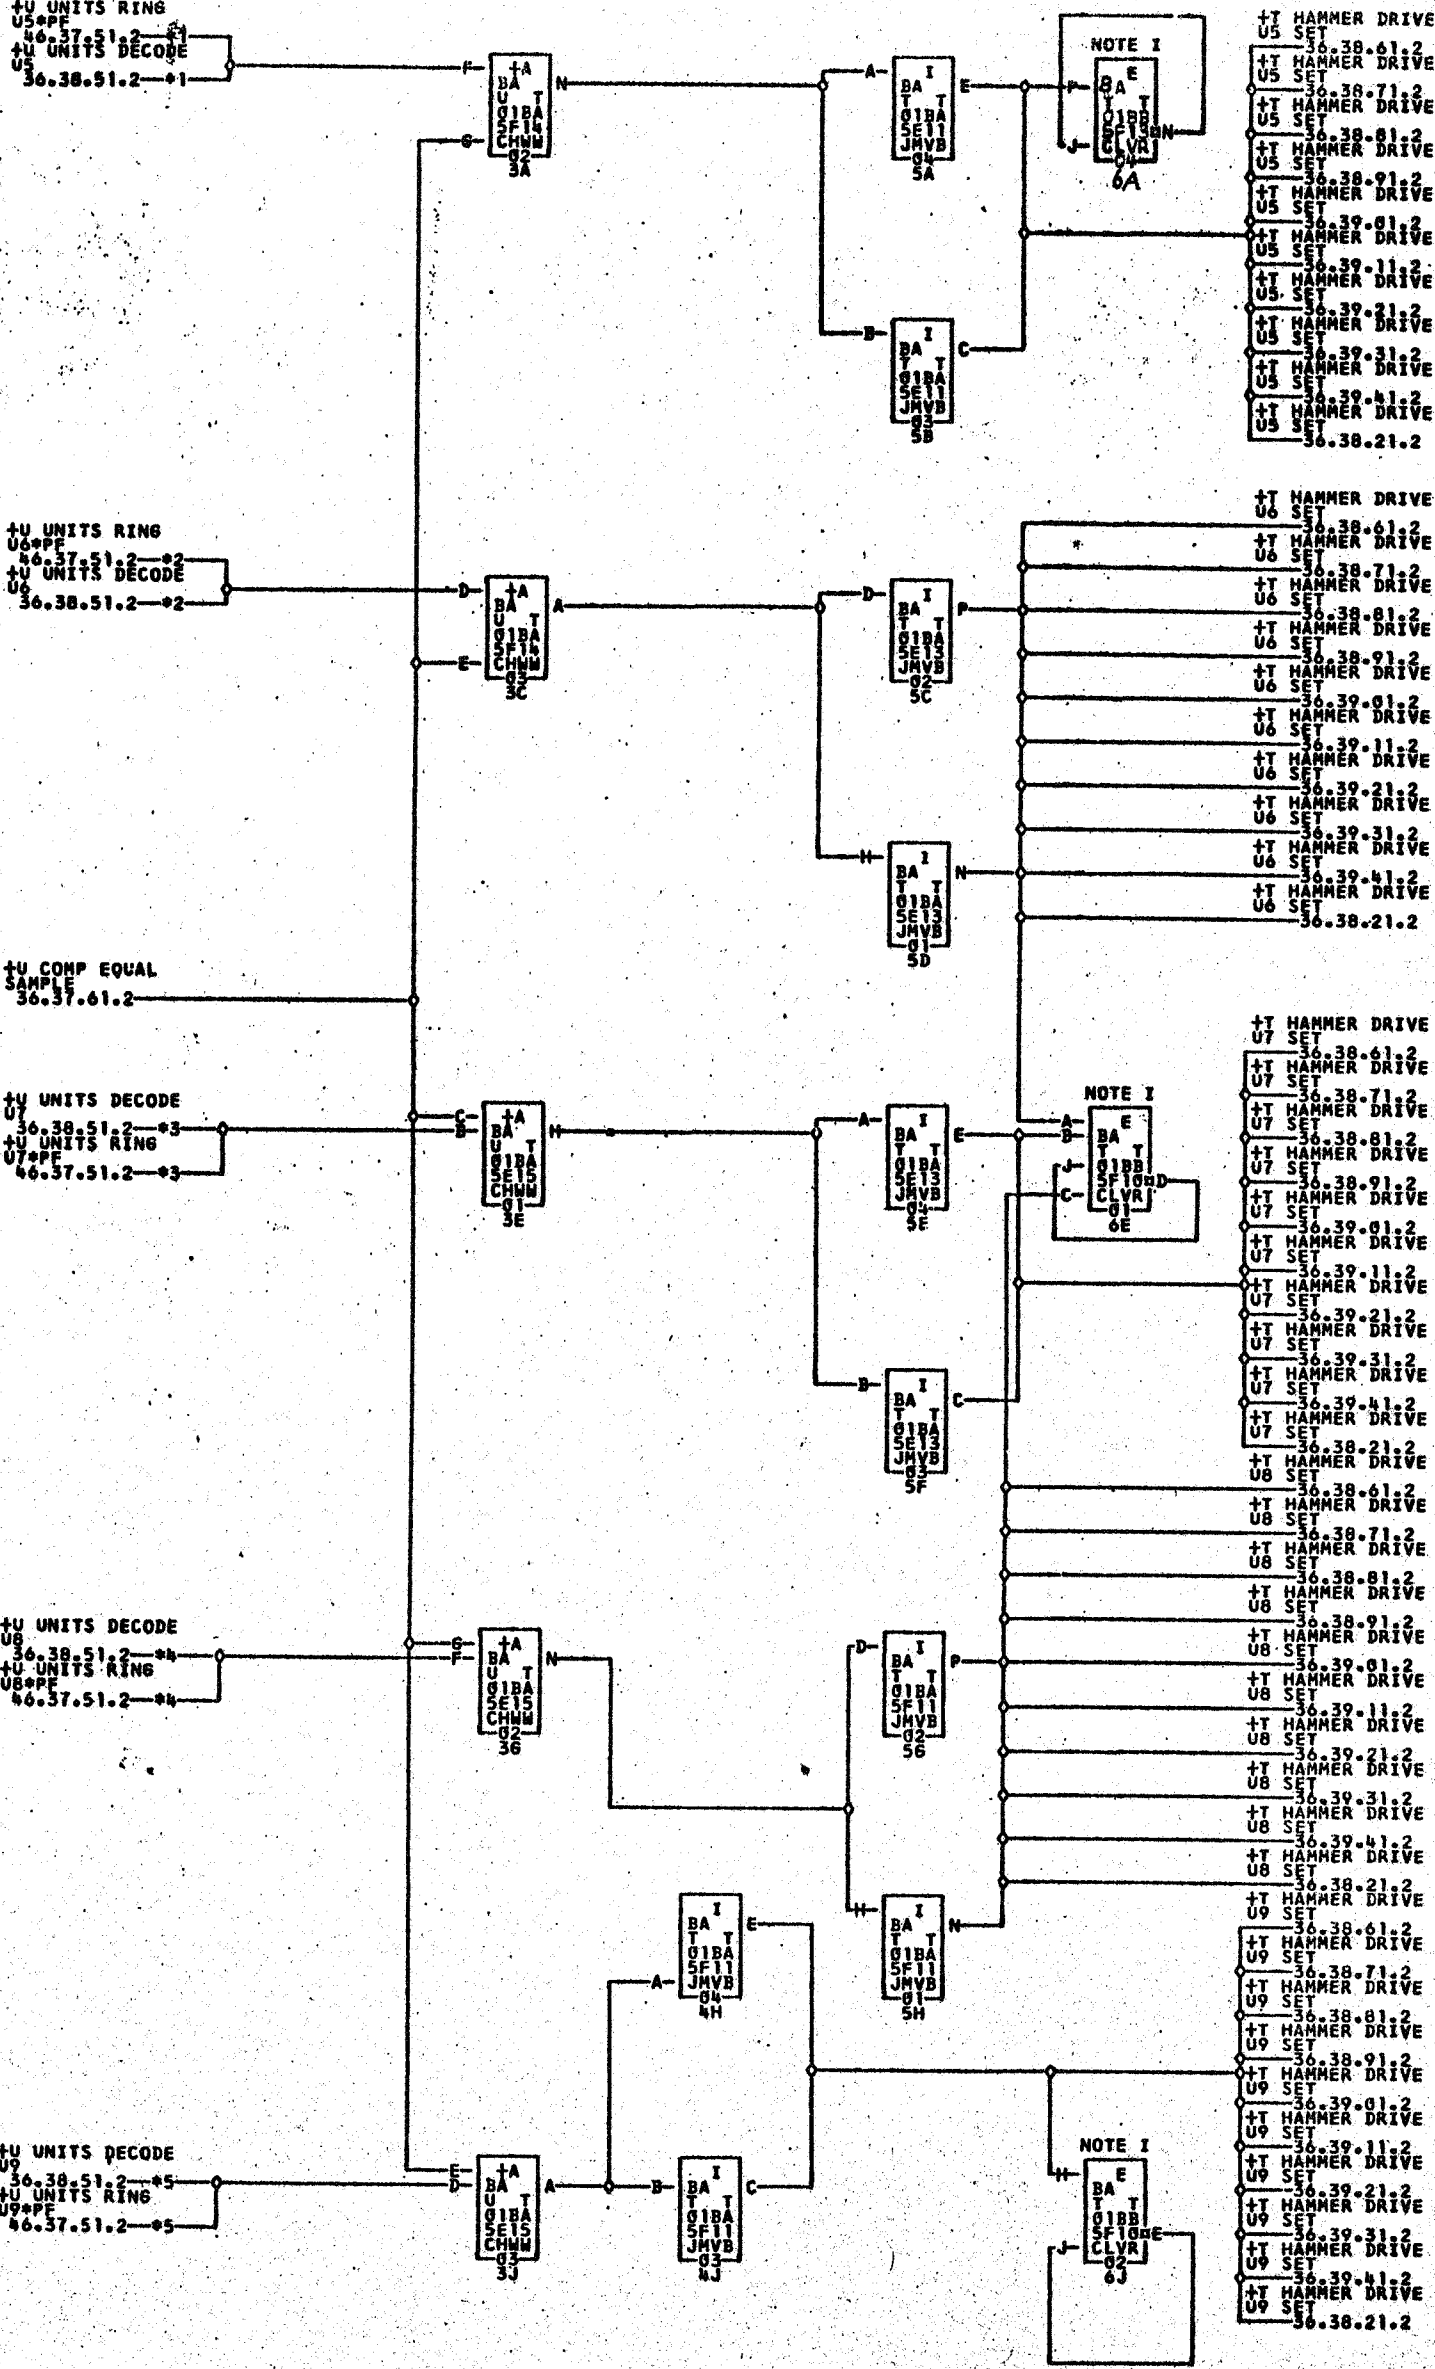 +U UNITS RING
U5*PF
46.37.51.2—*1
+U UNITS DECODE
U5
36.38.51.2—*1
F
G
+A
BA
U T
01BA
5F14
CHWW
02
3A
N
A
I
BA
T T
01BA
5E11
JMVB
04
5A
E
B
I
BA
T T
01BA
5E11
JMVB
03
5B
C
NOTE I
P
J
E
BA
T T
01BB
5F13
CLVR
04
6A
N
+T HAMMER DRIVE
U5 SET
36.38.61.2
+T HAMMER DRIVE
U5 SET
36.38.71.2
+T HAMMER DRIVE
U5 SET
36.38.81.2
+T HAMMER DRIVE
U5 SET
36.38.91.2
+T HAMMER DRIVE
U5 SET
36.39.01.2
+T HAMMER DRIVE
U5 SET
36.39.11.2
+T HAMMER DRIVE
U5 SET
36.39.21.2
+T HAMMER DRIVE
U5 SET
36.39.31.2
+T HAMMER DRIVE
U5 SET
36.39.41.2
+T HAMMER DRIVE
U5 SET
36.38.21.2
+U UNITS RING
U6*PF
46.37.51.2—*2
+U UNITS DECODE
U6
36.38.51.2—*2
D
E
+A
BA
U T
01BA
5F14
CHWW
03
3C
A
D
I
BA
T T
01BA
5E13
JMVB
02
5C
P
H
I
BA
T T
01BA
5E13
JMVB
01
5D
N
+T HAMMER DRIVE
U6 SET
36.38.61.2
+T HAMMER DRIVE
U6 SET
36.38.71.2
+T HAMMER DRIVE
U6 SET
36.38.81.2
+T HAMMER DRIVE
U6 SET
36.38.91.2
+T HAMMER DRIVE
U6 SET
36.39.01.2
+T HAMMER DRIVE
U6 SET
36.39.11.2
+T HAMMER DRIVE
U6 SET
36.39.21.2
+T HAMMER DRIVE
U6 SET
36.39.31.2
+T HAMMER DRIVE
U6 SET
36.39.41.2
+T HAMMER DRIVE
U6 SET
36.38.21.2
+U COMP EQUAL
SAMPLE
36.37.61.2
+U UNITS DECODE
U7
36.38.51.2—*3
+U UNITS RING
U7*PF
46.37.51.2—*3
C
B
+A
BA
U T
01BA
5E15
CHWW
01
3E
H
A
I
BA
T T
01BA
5E13
JMVB
04
5E
E
B
I
BA
T T
01BA
5E13
JMVB
03
5F
C
NOTE I
A
B
J
C
E
BA
T T
01BB
5F10
CLVR
01
6E
D
+T HAMMER DRIVE
U7 SET
36.38.61.2
+T HAMMER DRIVE
U7 SET
36.38.71.2
+T HAMMER DRIVE
U7 SET
36.38.81.2
+T HAMMER DRIVE
U7 SET
36.38.91.2
+T HAMMER DRIVE
U7 SET
36.39.01.2
+T HAMMER DRIVE
U7 SET
36.39.11.2
+T HAMMER DRIVE
U7 SET
36.39.21.2
+T HAMMER DRIVE
U7 SET
36.39.31.2
+T HAMMER DRIVE
U7 SET
36.39.41.2
+T HAMMER DRIVE
U7 SET
36.38.21.2
+T HAMMER DRIVE
U8 SET
36.38.61.2
+T HAMMER DRIVE
U8 SET
36.38.71.2
+T HAMMER DRIVE
U8 SET
36.38.81.2
+T HAMMER DRIVE
U8 SET
36.38.91.2
+T HAMMER DRIVE
U8 SET
36.39.01.2
+T HAMMER DRIVE
U8 SET
36.39.11.2
+T HAMMER DRIVE
U8 SET
36.39.21.2
+T HAMMER DRIVE
U8 SET
36.39.31.2
+T HAMMER DRIVE
U8 SET
36.39.41.2
+T HAMMER DRIVE
U8 SET
36.38.21.2
+U UNITS DECODE
U8
36.38.51.2—*4
+U UNITS RING
U8*PF
46.37.51.2—*4
G
F
+A
BA
U T
01BA
5E15
CHWW
02
3G
N
D
I
BA
T T
01BA
5F11
JMVB
02
5G
P
H
I
BA
T T
01BA
5F11
JMVB
01
5H
N
A
I
BA
T T
01BA
5F11
JMVB
04
4H
E
+T HAMMER DRIVE
U9 SET
36.38.61.2
+T HAMMER DRIVE
U9 SET
36.38.71.2
+T HAMMER DRIVE
U9 SET
36.38.81.2
+T HAMMER DRIVE
U9 SET
36.38.91.2
+T HAMMER DRIVE
U9 SET
36.39.01.2
+T HAMMER DRIVE
U9 SET
36.39.11.2
+T HAMMER DRIVE
U9 SET
36.39.21.2
+T HAMMER DRIVE
U9 SET
36.39.31.2
+T HAMMER DRIVE
U9 SET
36.39.41.2
+T HAMMER DRIVE
U9 SET
36.38.21.2
+U UNITS DECODE
U9
36.38.51.2—*5
+U UNITS RING
U9*PF
46.37.51.2—*5
E
D
+A
BA
U T
01BA
5E15
CHWW
03
3J
A
B
I
BA
T T
01BA
5F11
JMVB
03
4J
C
NOTE I
H
J
E
BA
T T
01BB
5F10
CLVR
02
6J
E